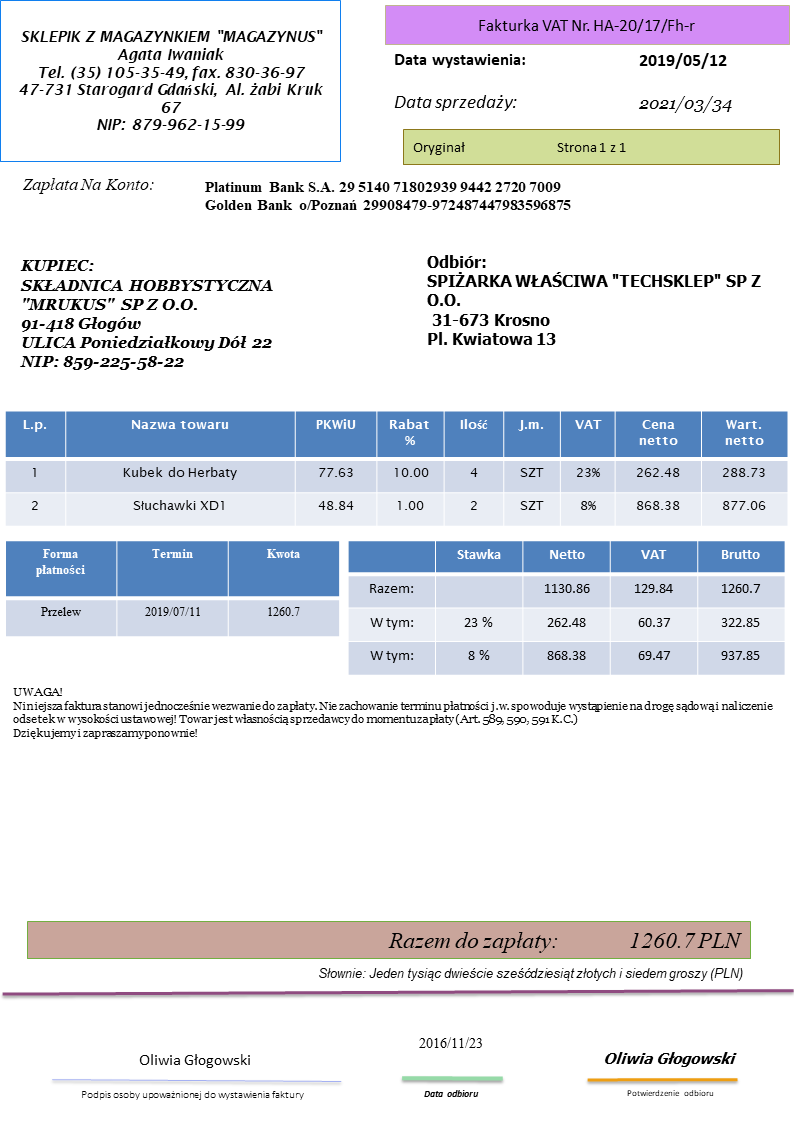 SKLEPIK Z MAGAZYNKIEM "MAGAZYNUS"
Agata Iwaniak
Tel. (35) 105-35-49, fax. 830-36-97
47-731 Starogard Gdański, Al. żabi Kruk
67
NIP: 879-962-15-99
Fakturka VAT Nr. HA-20/17/Fh-r
Data wystawienia: 2019/05/12
Data sprzedaży: 2021/03/34
Oryginał Strona 1 z 1
Zapłata Na Konto: Platinum Bank S.A. 29 5140 71802939 9442 2720 7009
Golden Bank o/Poznań 29908479-972487447983596875
KUPIEC:
SKŁADNICA HOBBYSTYCZNA
"MRUKUS" SP Z O.O.
91-418 Głogów
ULICA Poniedziałkowy Dół 22
NIP: 859-225-58-22
Odbiór:
SPIŻARKA WŁAŚCIWA "TECHSKLEP" SP Z
O.O.
31-673 Krosno
Pl. Kwiatowa 13
L.p. Nazwa towaru PKWiU Rabat % Ilość J.m. VAT Cena netto Wart. netto
1 Kubek do Herbaty 77.63 10.00 4 SZT 23% 262.48 288.73
2 Słuchawki XD1 48.84 1.00 2 SZT 8% 868.38 877.06
Forma płatności Termin Kwota
Przelew 2019/07/11 1260.7
Stawka Netto VAT Brutto
Razem: 1130.86 129.84 1260.7
W tym: 23 % 262.48 60.37 322.85
W tym: 8 % 868.38 69.47 937.85
UWAGA!
Niniejsza faktura stanowi jednocześnie wezwanie do zapłaty. Nie zachowanie terminu płatności j.w. spowoduje wystąpienie na drogę sądową i naliczenie
odsetek w wysokości ustawowej! Towar jest własnością sprzedawcy do momentu zapłaty (Art. 589, 590, 591 K.C.)
Dziękujemy i zapraszamy ponownie!
Razem do zapłaty: 1260.7 PLN
Słownie: Jeden tysiąc dwieście sześćdziesiąt złotych i siedem groszy (PLN)
Oliwia Głogowski
Podpis osoby upoważnionej do wystawienia faktury
2016/11/23
Data odbioru
Oliwia Głogowski
Potwierdzenie odbioru